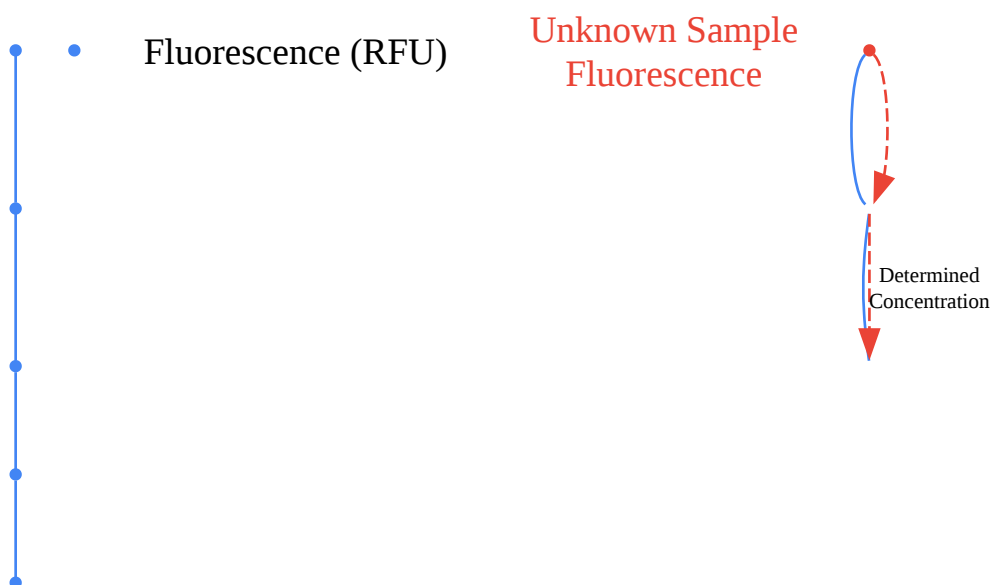 Fluorescence (RFU)
Unknown Sample
Fluorescence
Determined
Concentration